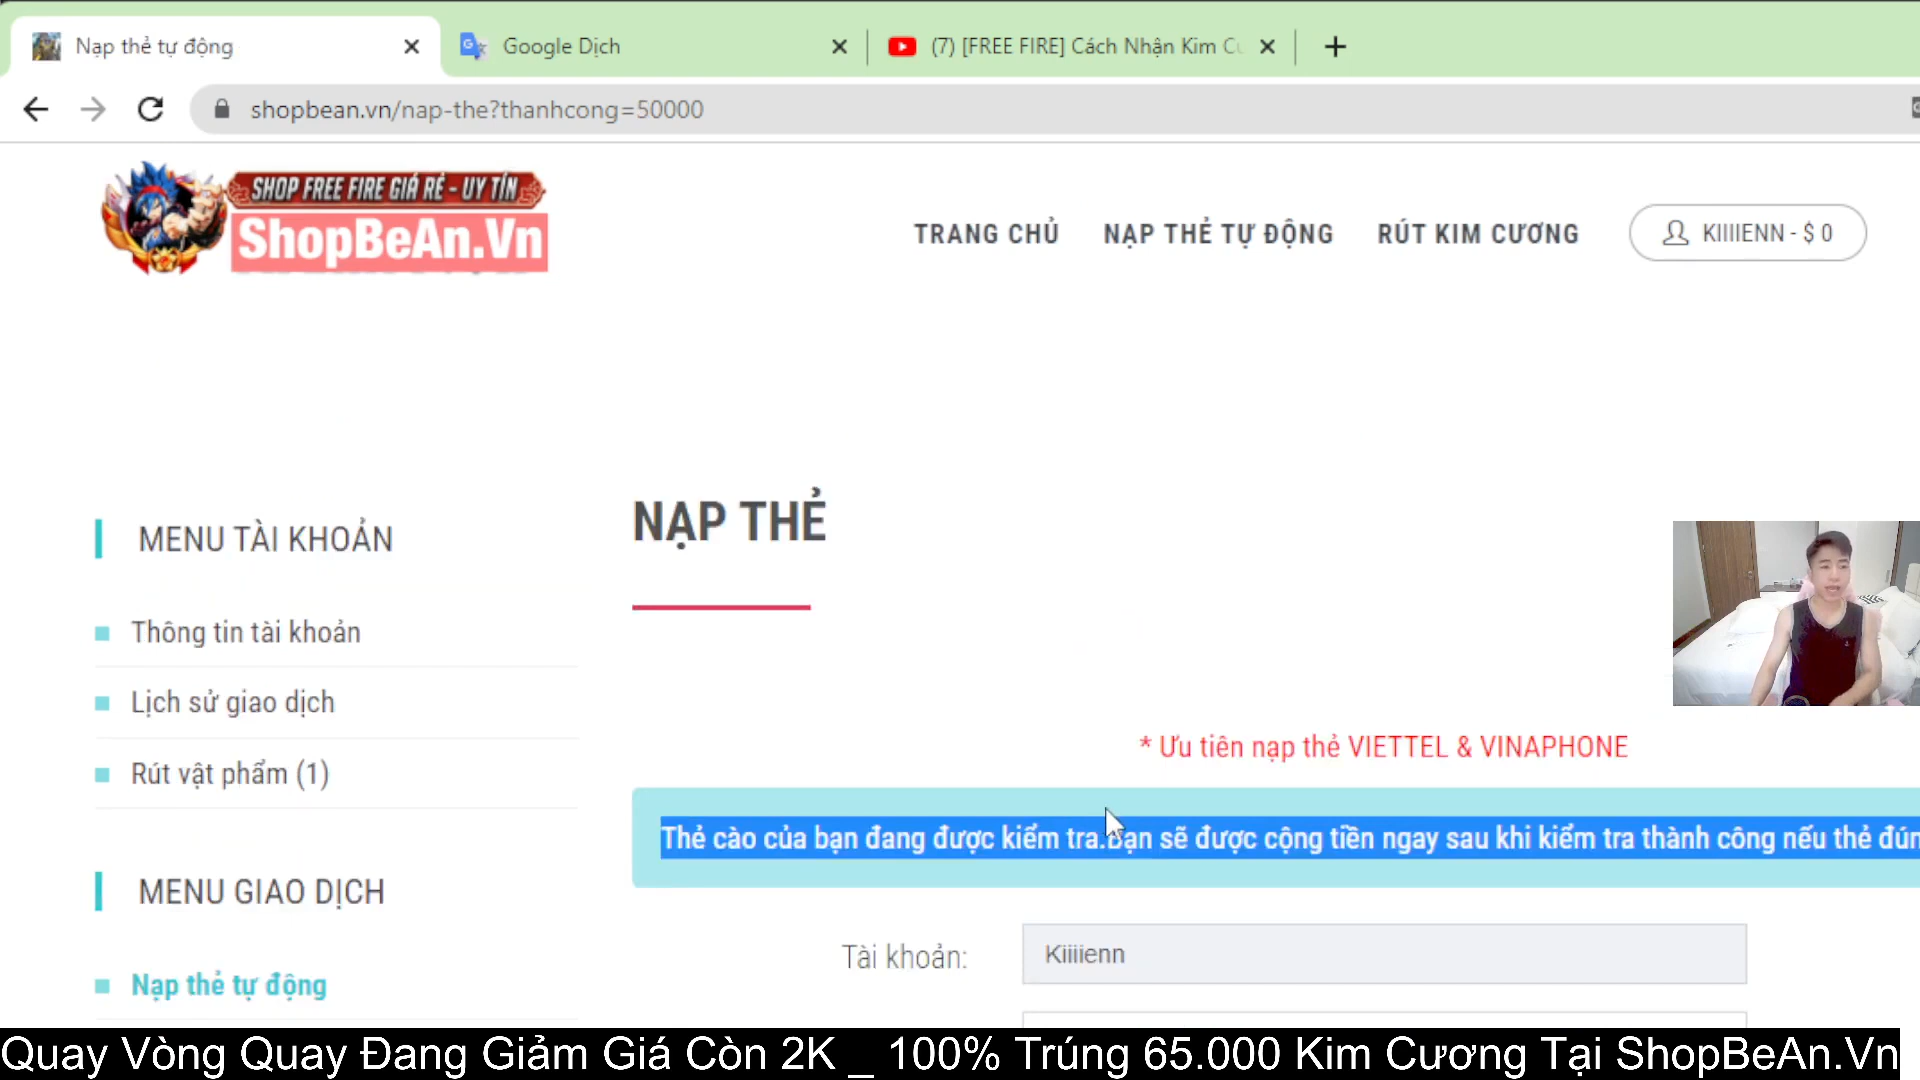 Nạp thẻ tự động
Google Dịch
(7) [FREE FIRE] Cách Nhận Kim
shopbean.vn/nap-the?thanhcong=50000
SHOP FREE FIRE GIÁ RẺ - UY TÍN
ShopBeAn.Vn
TRANG CHỦ
NẠP THẺ TỰ ĐỘNG
RÚT KIM CƯƠNG
KIIIIENN - $ 0
NẠP THẺ
MENU TÀI KHOẢN
Thông tin tài khoản
Lịch sử giao dịch
Rút vật phẩm (1)
* Ưu tiên nạp thẻ VIETTEL & VINAPHONE
Thẻ cào của bạn đang được kiểm tra.Bạn sẽ được cộng tiền ngay sau khi kiểm tra thành công nếu thẻ
MENU GIAO DỊCH
Tài khoản:
Kiiiienn
Nạp thẻ tự động
Quay Vòng Quay Đang Giảm Giá Còn 2K _ 100% Trúng 65.000 Kim Cương Tại ShopBeAn.Vn